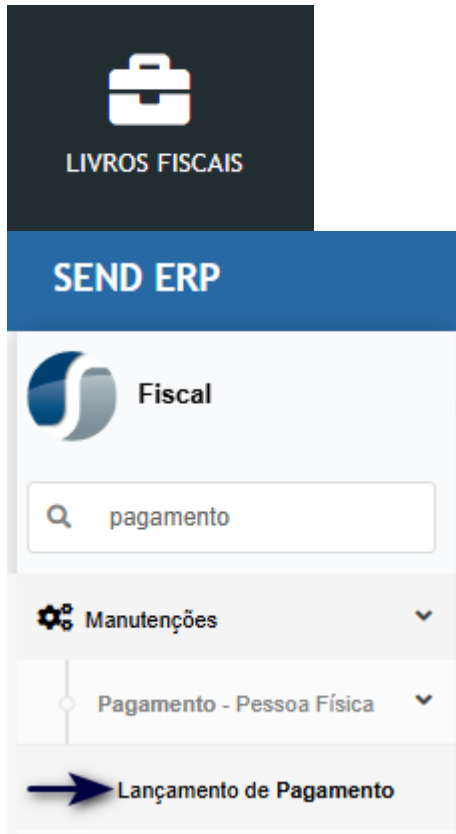 LIVROS FISCAIS
SEND ERP
Fiscal
pagamento
Manutenções
Pagamento - Pessoa Física
Lançamento de Pagamento